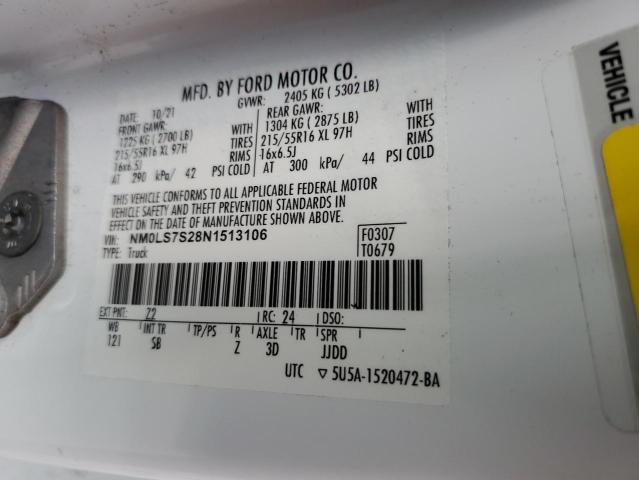 MFD. BY FORD MOTOR CO.
DATE: 10/21 GVWR: 2405 KG ( 5302 LB)
FRONT GAWR: WITH REAR GAWR: WITH
1225 KG ( 2700 LB) TIRES 1304 KG ( 2875 LB) TIRES
215/55R16 XL 97H RIMS 215/55R16 XL 97H RIMS
16x6.5J 16x6.5J
AT 290 kPa/ 42 PSI COLD AT 300 kPa/ 44 PSI COLD
THIS VEHICLE CONFORMS TO ALL APPLICABLE FEDERAL MOTOR
VEHICLE SAFETY AND THEFT PREVENTION STANDARDS IN
EFFECT ON THE DATE OF MANUFACTURE SHOWN ABOVE.
VIN: NM0LS7S28N1513106 F0307
TYPE: Truck T0679
EXT PNT: Z2 RC: 24 DSO:
WB INT TR TP/PS R AXLE TR SPR
121 SB Z 3D JJDD
UTC ▽ 5U5A-1520472-BA
VEHICLE